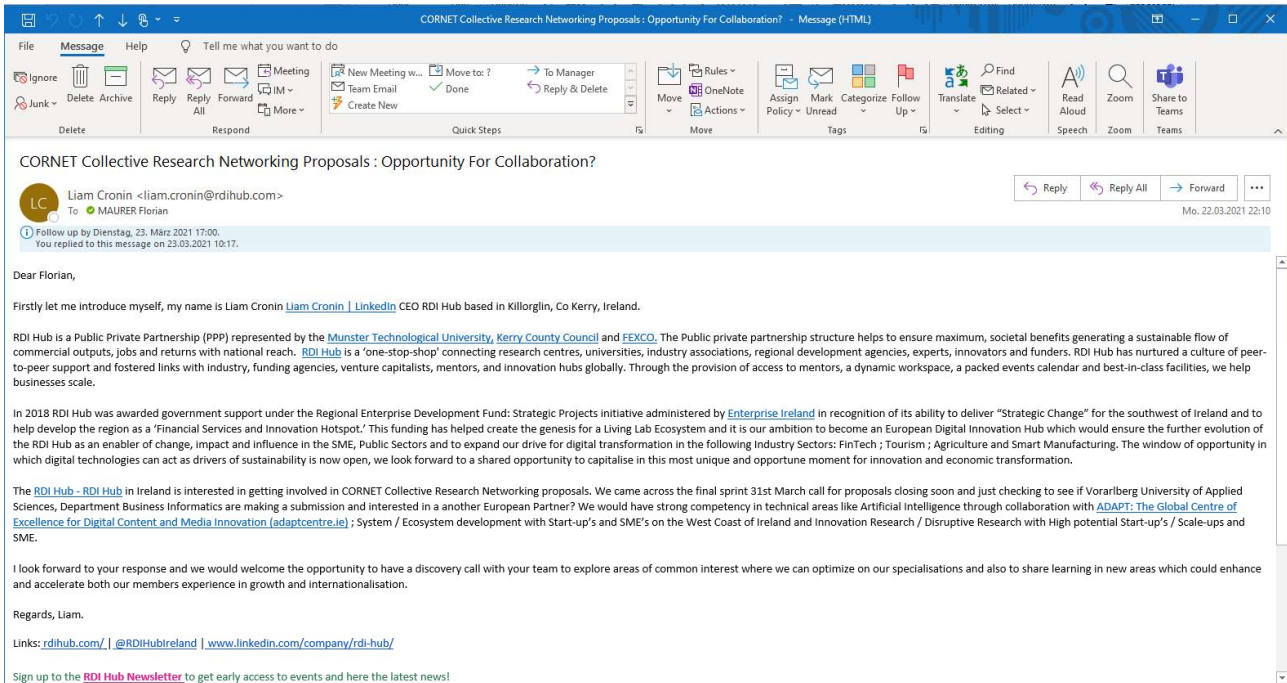 CORNET Collective Research Networking Proposals : Opportunity For Collaboration?  -  Message (HTML)
File Message Help Tell me what you want to do
Ignore
Junk
Delete
Archive
Reply
Reply All
Forward
Meeting
IM
More
New Meeting w...
Team Email
Create New
Move to: ?
Done
To Manager
Reply & Delete
Move
Rules
OneNote
Actions
Assign Policy
Mark Unread
Categorize
Follow Up
Translate
Find
Related
Select
Read Aloud
Zoom
Share to Teams
Delete Respond Quick Steps Move Tags Editing Speech Zoom Teams
CORNET Collective Research Networking Proposals : Opportunity For Collaboration?
LC
Liam Cronin <liam.cronin@rdihub.com>
To MAURER Florian
Reply Reply All Forward ...
Mo. 22.03.2021 22:10
Follow up by Dienstag, 23. März 2021 17:00.
You replied to this message on 23.03.2021 10:17.
Dear Florian,
Firstly let me introduce myself, my name is Liam Cronin Liam Cronin | LinkedIn CEO RDI Hub based in Killorglin, Co Kerry, Ireland.
RDI Hub is a Public Private Partnership (PPP) represented by the Munster Technological University, Kerry County Council and FEXCO. The Public private partnership structure helps to ensure maximum, societal benefits generating a sustainable flow of
commercial outputs, jobs and returns with national reach. RDI Hub is a 'one-stop-shop' connecting research centres, universities, industry associations, regional development agencies, experts, innovators and funders. RDI Hub has nurtured a culture of peer-
to-peer support and fostered links with industry, funding agencies, venture capitalists, mentors, and innovation hubs globally. Through the provision of access to mentors, a dynamic workspace, a packed events calendar and best-in-class facilities, we help
businesses scale.
In 2018 RDI Hub was awarded government support under the Regional Enterprise Development Fund: Strategic Projects initiative administered by Enterprise Ireland in recognition of its ability to deliver "Strategic Change" for the southwest of Ireland and to
help develop the region as a 'Financial Services and Innovation Hotspot.' This funding has helped create the genesis for a Living Lab Ecosystem and it is our ambition to become an European Digital Innovation Hub which would ensure the further evolution of
the RDI Hub as an enabler of change, impact and influence in the SME, Public Sectors and to expand our drive for digital transformation in the following Industry Sectors: FinTech ; Tourism ; Agriculture and Smart Manufacturing. The window of opportunity in
which digital technologies can act as drivers of sustainability is now open, we look forward to a shared opportunity to capitalise in this most unique and opportune moment for innovation and economic transformation.
The RDI Hub - RDI Hub in Ireland is interested in getting involved in CORNET Collective Research Networking proposals. We came across the final sprint 31st March call for proposals closing soon and just checking to see if Vorarlberg University of Applied
Sciences, Department Business Informatics are making a submission and interested in a another European Partner? We would have strong competency in technical areas like Artificial Intelligence through collaboration with ADAPT: The Global Centre of
Excellence for Digital Content and Media Innovation (adaptcentre.ie) ; System / Ecosystem development with Start-up's and SME's on the West Coast of Ireland and Innovation Research / Disruptive Research with High potential Start-up's / Scale-ups and
SME.
I look forward to your response and we would welcome the opportunity to have a discovery call with your team to explore areas of common interest where we can optimize on our specialisations and also to share learning in new areas which could enhance
and accelerate both our members experience in growth and internationalisation.
Regards, Liam.
Links: rdihub.com/ | @RDIHubIreland | www.linkedin.com/company/rdi-hub/
Sign up to the RDI Hub Newsletter to get early access to events and here the latest news!